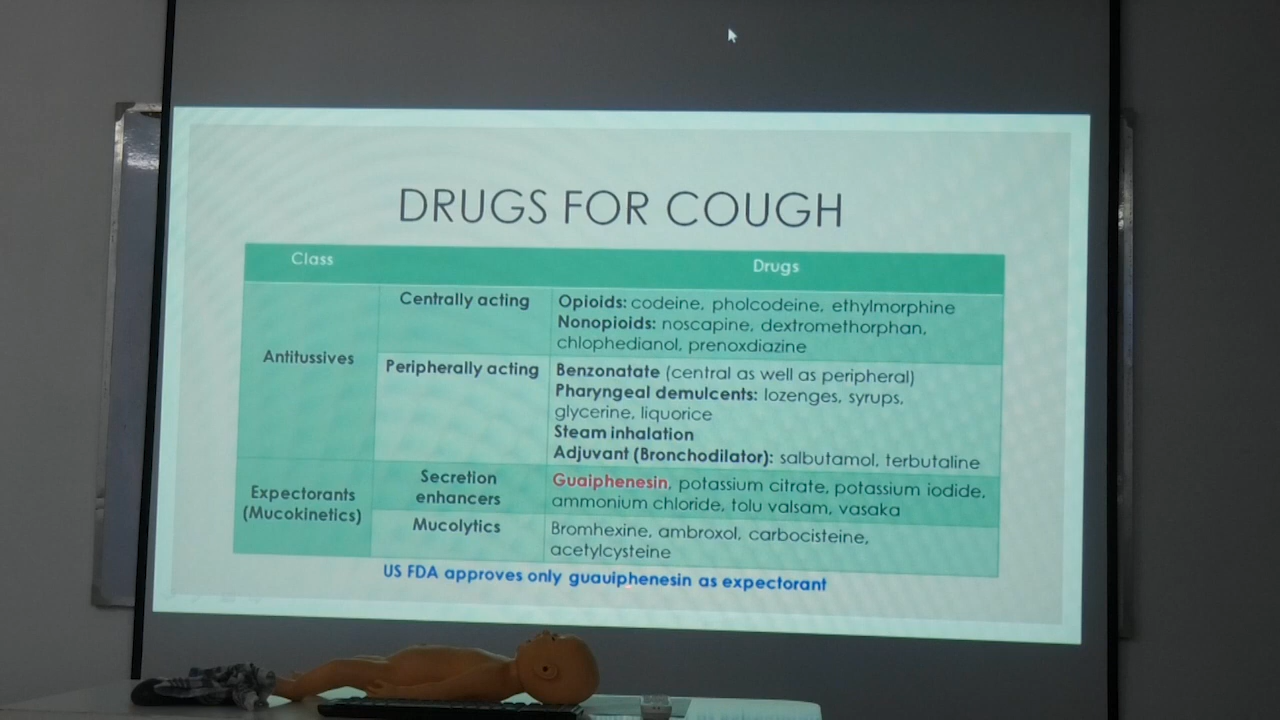 DRUGS FOR COUGH
Class
Drugs
Antitussives
Centrally acting
Opioids: codeine, pholcodeine, ethylmorphine
Nonopioids: noscapine, dextromethorphan,
chlophedianol, prenoxdiazine
Peripherally acting
Benzonatate (central as well as peripheral)
Pharyngeal demulcents: lozenges, syrups,
glycerine, liquorice
Steam inhalation
Adjuvant (Bronchodilator): salbutamol, terbutaline
Expectorants
(Mucokinetics)
Secretion
enhancers
Guaiphenesin, potassium citrate, potassium iodide,
ammonium chloride, tolu valsam, vasaka
Mucolytics
Bromhexine, ambroxol, carbocisteine,
acetylcysteine
US FDA approves only guauiphenesin as expectorant